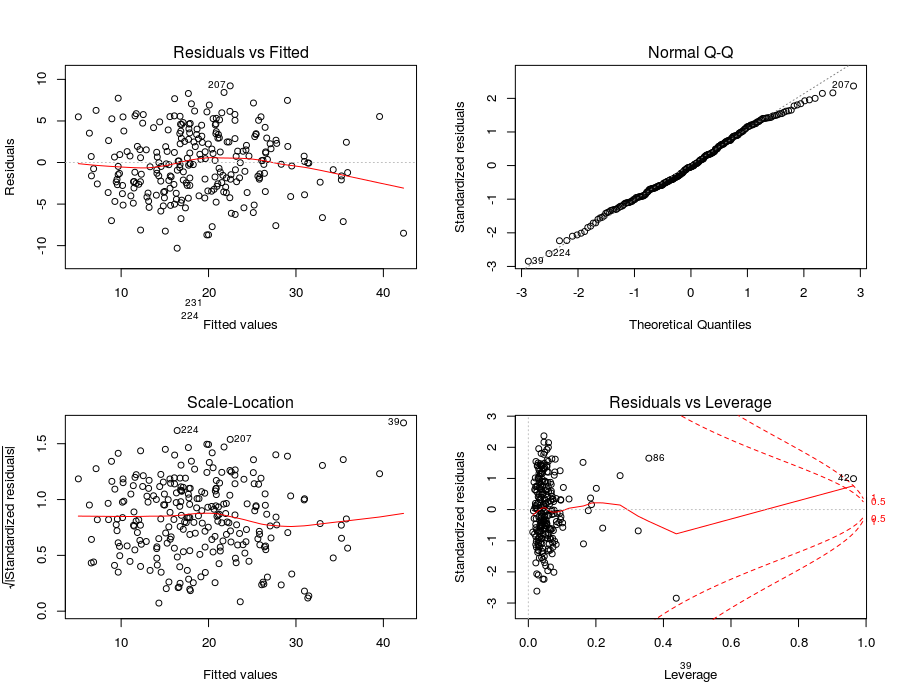 Residuals vs Fitted
Residuals
10
5
0
-5
-10
207
10 20 30 40
231
224
Fitted values
Normal Q-Q
Standardized residuals
2
1
0
-1
-2
-3
207
224
39
-3 -2 -1 0 1 2 3
Theoretical Quantiles
Scale-Location
√|Standardized residuals|
1.5
1.0
0.5
0.0
39
224
207
10 20 30 40
Fitted values
Residuals vs Leverage
Standardized residuals
3
2
1
0
-1
-2
-3
86
42
1
0.5
0.5
1
0.0 0.2 0.4 0.6 0.8 1.0
39
Leverage